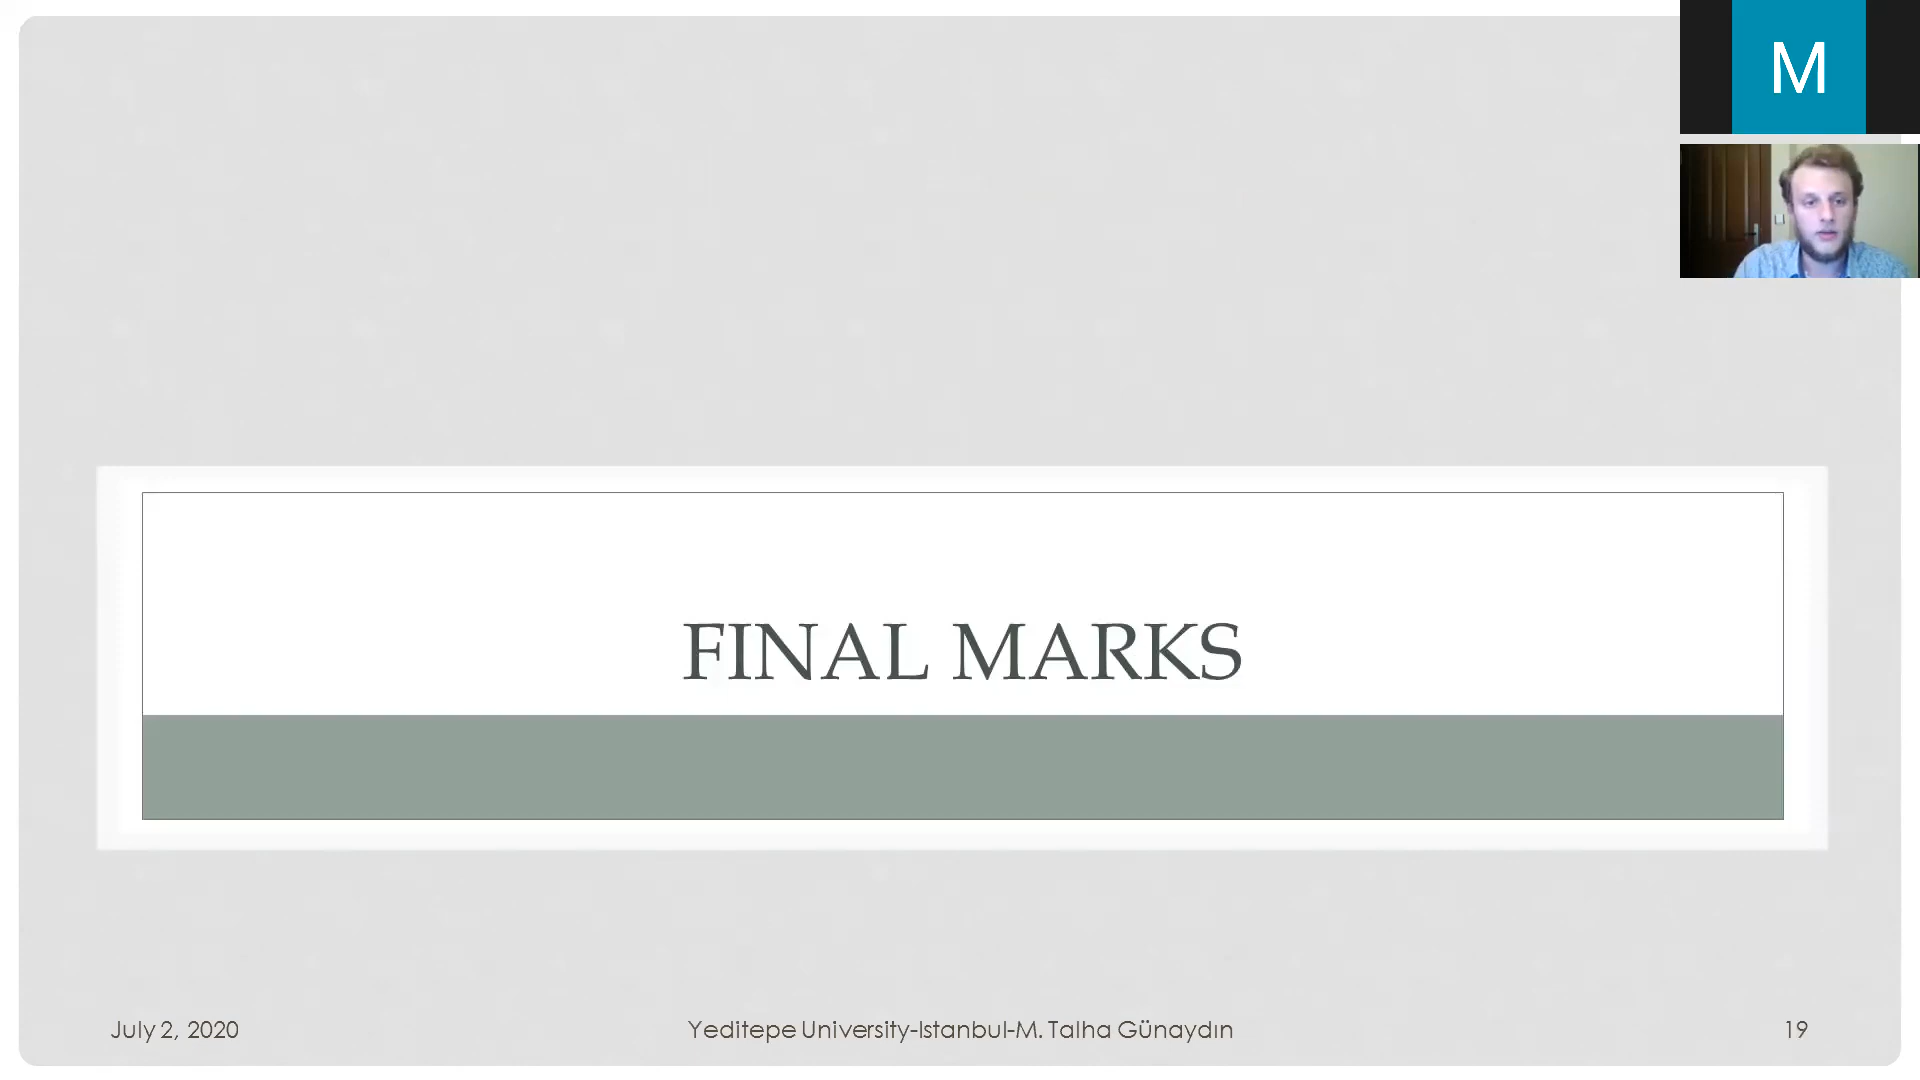 M
FINAL MARKS
July 2, 2020
Yeditepe University-Istanbul-M. Talha Günaydın
19